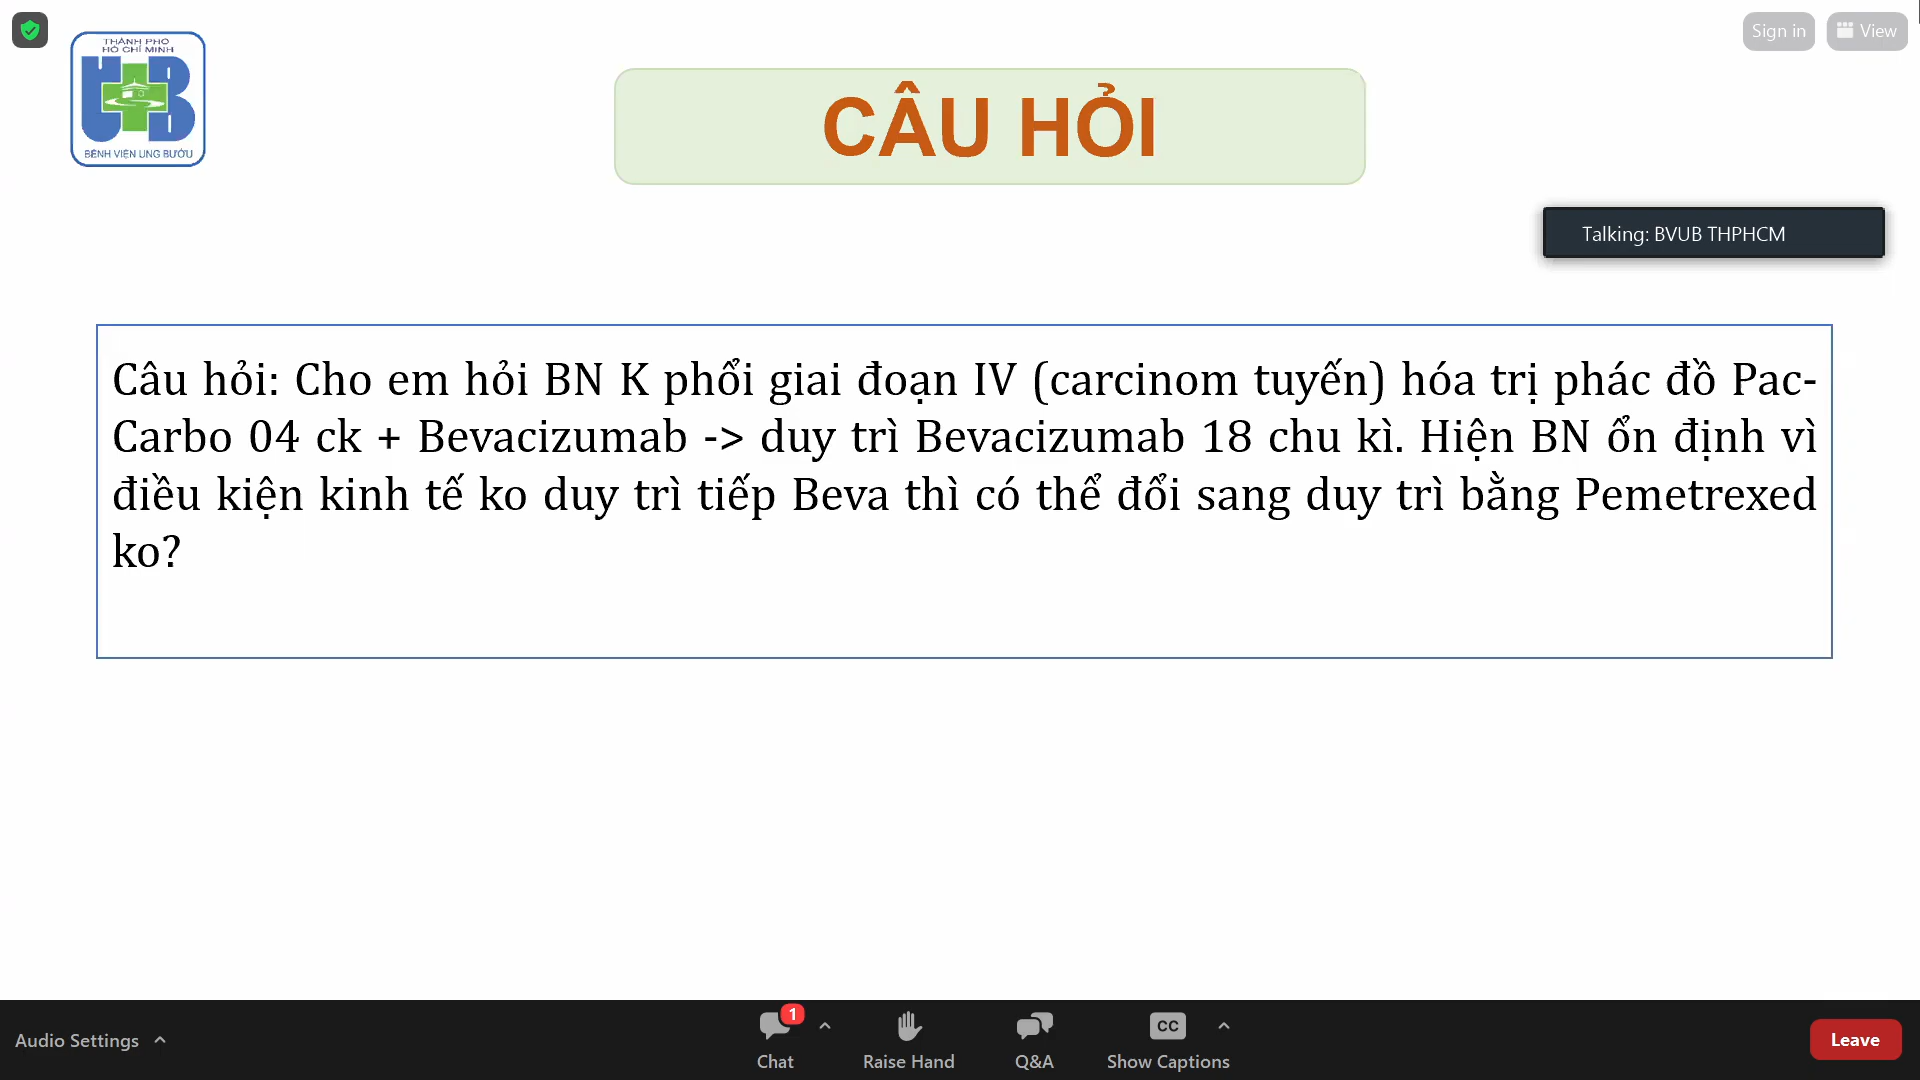 Sign in
View
THÀNH PHỐ
HỒ CHÍ MINH
UB
BỆNH VIỆN UNG BƯỚU
CÂU HỎI
Talking: BVUB THPHCM
Câu hỏi: Cho em hỏi BN K phổi giai đoạn IV (carcinom tuyến) hóa trị phác đồ Pac-
Carbo 04 ck + Bevacizumab -> duy trì Bevacizumab 18 chu kì. Hiện BN ổn định vì
điều kiện kinh tế ko duy trì tiếp Beva thì có thể đổi sang duy trì bằng Pemetrexed
ko?
Audio Settings
1
Chat
Raise Hand
Q&A
CC
Show Captions
Leave